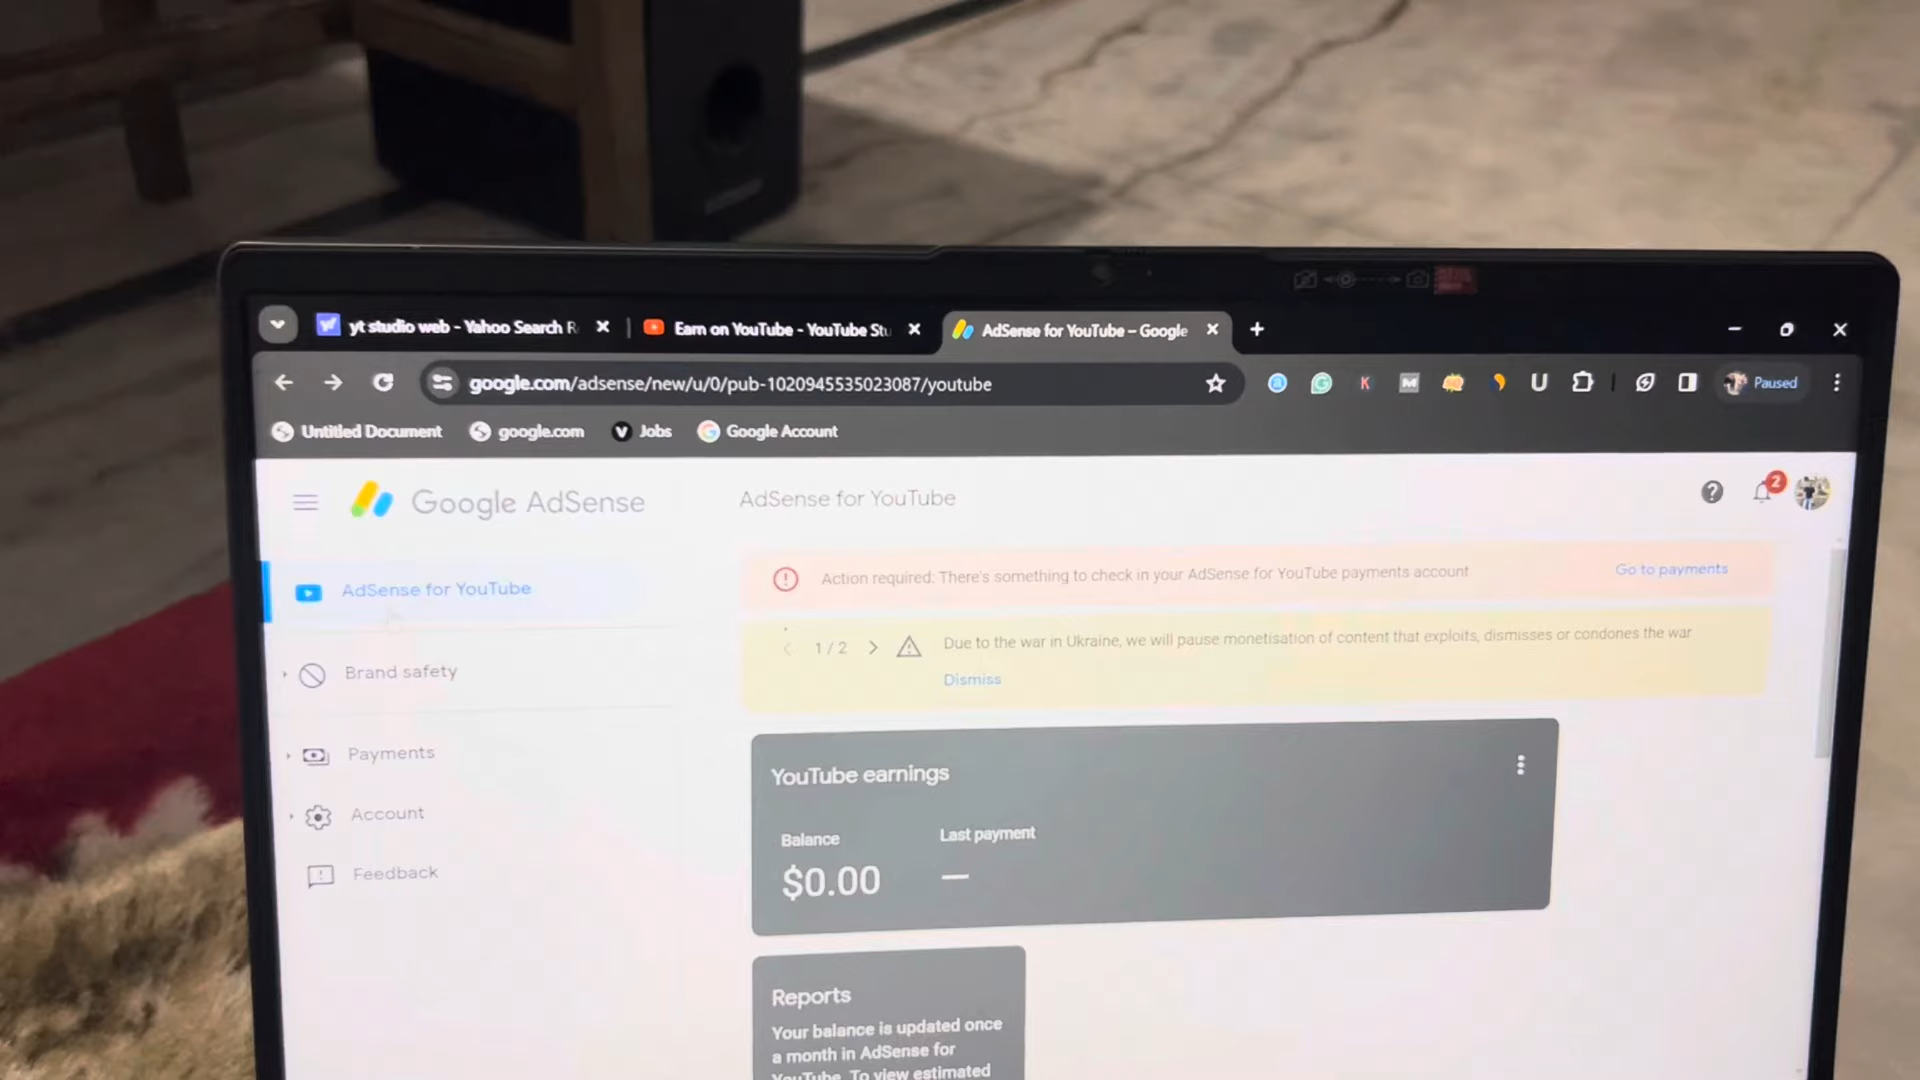 yt studio web - Yahoo Search R
Earn on YouTube - YouTube Stu
AdSense for YouTube – Google
google.com/adsense/new/u/0/pub-1020945535023087/youtube
Paused
Untitled Document
google.com
Jobs
Google Account
Google AdSense
AdSense for YouTube
2
AdSense for YouTube
Brand safety
Payments
Account
Feedback
Action required: There's something to check in your AdSense for YouTube payments account
Go to payments
1 / 2
Due to the war in Ukraine, we will pause monetisation of content that exploits, dismisses or condones the war
Dismiss
YouTube earnings
Balance
Last payment
$0.00
—
Reports
Your balance is updated once
a month in AdSense for
YouTube. To view estimated